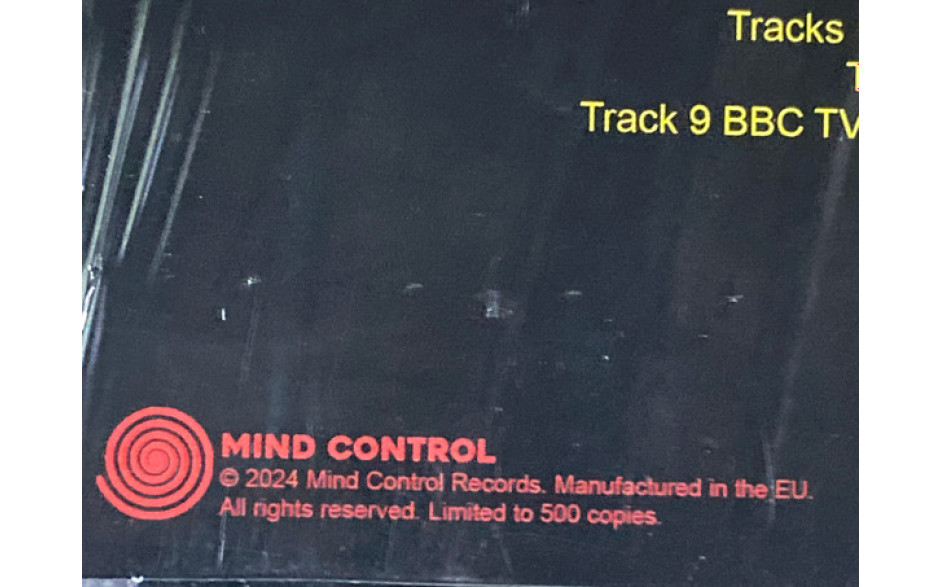 Tracks
Track 9 BBC TV
MIND CONTROL
© 2024 Mind Control Records. Manufactured in the EU.
All rights reserved. Limited to 500 copies.